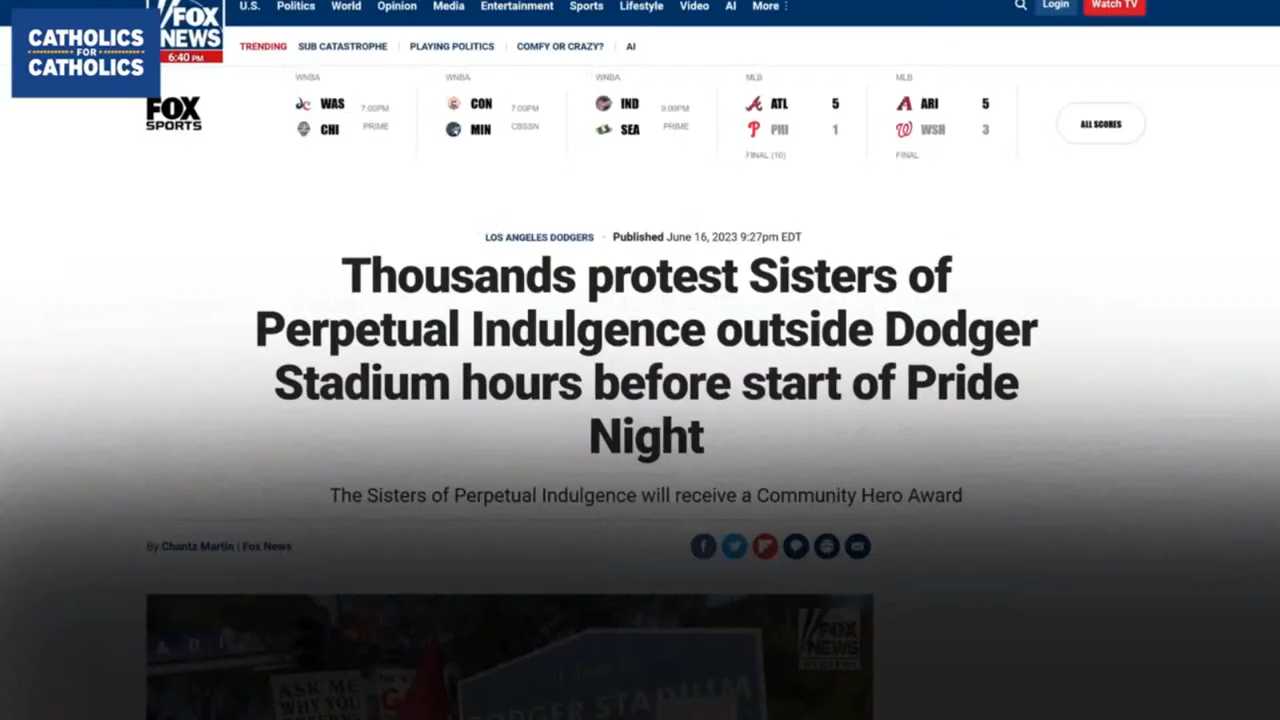 U.S. Politics World Opinion Media Entertainment Sports Lifestyle Video AI More
Login
Watch TV
CATHOLICS
FOR
CATHOLICS
FOX
NEWS
6:40 PM
TRENDING SUB CATASTROPHE PLAYING POLITICS COMFY OR CRAZY? AI
FOX
SPORTS
WNBA
WAS 7:00PM
CHI PRIME
WNBA
CON 7:00PM
MIN CBSSN
WNBA
IND 9:00PM
SEA PRIME
MLB
ATL 5
PHI 1
FINAL (10)
MLB
ARI 5
WSH 3
FINAL
ALL SCORES
LOS ANGELES DODGERS · Published June 16, 2023 9:27pm EDT
Thousands protest Sisters of
Perpetual Indulgence outside Dodger
Stadium hours before start of Pride
Night
The Sisters of Perpetual Indulgence will receive a Community Hero Award
By Chantz Martin | Fox News
FOX
NEWS
ASK ME
WHY YOU
STADIUM